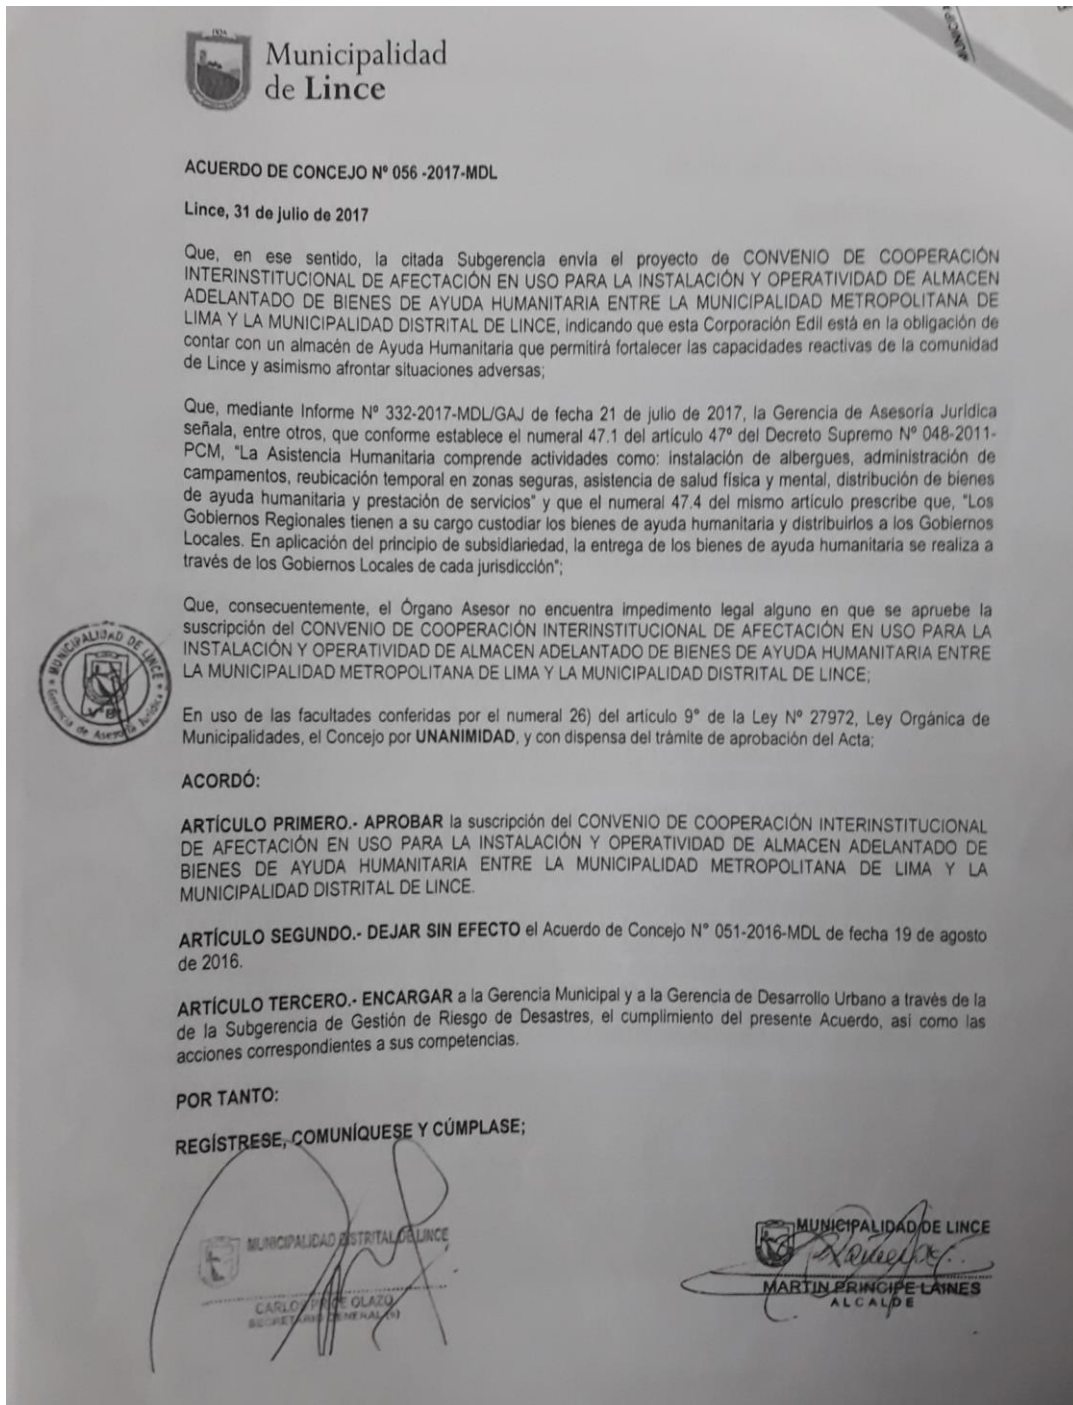 MUNICIP
1936
Municipalidad
de Lince
ACUERDO DE CONCEJO Nº 056 -2017-MDL
Lince, 31 de julio de 2017
Que, en ese sentido, la citada Subgerencia envía el proyecto de CONVENIO DE COOPERACIÓN
INTERINSTITUCIONAL DE AFECTACIÓN EN USO PARA LA INSTALACIÓN Y OPERATIVIDAD DE ALMACEN
ADELANTADO DE BIENES DE AYUDA HUMANITARIA ENTRE LA MUNICIPALIDAD METROPOLITANA DE
LIMA Y LA MUNICIPALIDAD DISTRITAL DE LINCE, indicando que esta Corporación Edil está en la obligación de
contar con un almacén de Ayuda Humanitaria que permitirá fortalecer las capacidades reactivas de la comunidad
de Lince y asimismo afrontar situaciones adversas;
Que, mediante Informe Nº 332-2017-MDL/GAJ de fecha 21 de julio de 2017, la Gerencia de Asesoría Jurídica
señala, entre otros, que conforme establece el numeral 47.1 del artículo 47º del Decreto Supremo Nº 048-2011-
PCM, "La Asistencia Humanitaria comprende actividades como: instalación de albergues, administración de
campamentos, reubicación temporal en zonas seguras, asistencia de salud física y mental, distribución de bienes
de ayuda humanitaria y prestación de servicios" y que el numeral 47.4 del mismo artículo prescribe que, "Los
Gobiernos Regionales tienen a su cargo custodiar los bienes de ayuda humanitaria y distribuirlos a los Gobiernos
Locales. En aplicación del principio de subsidiariedad, la entrega de los bienes de ayuda humanitaria se realiza a
través de los Gobiernos Locales de cada jurisdicción";
Que, consecuentemente, el Órgano Asesor no encuentra impedimento legal alguno en que se apruebe la
suscripción del CONVENIO DE COOPERACIÓN INTERINSTITUCIONAL DE AFECTACIÓN EN USO PARA LA
INSTALACIÓN Y OPERATIVIDAD DE ALMACEN ADELANTADO DE BIENES DE AYUDA HUMANITARIA ENTRE
LA MUNICIPALIDAD METROPOLITANA DE LIMA Y LA MUNICIPALIDAD DISTRITAL DE LINCE;
MUNICIPALIDAD DE LINCE
Gerencia de Asesoría Jurídica
En uso de las facultades conferidas por el numeral 26) del artículo 9° de la Ley Nº 27972, Ley Orgánica de
Municipalidades, el Concejo por UNANIMIDAD, y con dispensa del trámite de aprobación del Acta;
ACORDÓ:
ARTÍCULO PRIMERO.- APROBAR la suscripción del CONVENIO DE COOPERACIÓN INTERINSTITUCIONAL
DE AFECTACIÓN EN USO PARA LA INSTALACIÓN Y OPERATIVIDAD DE ALMACEN ADELANTADO DE
BIENES DE AYUDA HUMANITARIA ENTRE LA MUNICIPALIDAD METROPOLITANA DE LIMA Y LA
MUNICIPALIDAD DISTRITAL DE LINCE.
ARTÍCULO SEGUNDO.- DEJAR SIN EFECTO el Acuerdo de Concejo N° 051-2016-MDL de fecha 19 de agosto
de 2016.
ARTÍCULO TERCERO.- ENCARGAR a la Gerencia Municipal y a la Gerencia de Desarrollo Urbano a través de la
de la Subgerencia de Gestión de Riesgo de Desastres, el cumplimiento del presente Acuerdo, así como las
acciones correspondientes a sus competencias.
POR TANTO:
REGÍSTRESE, COMUNÍQUESE Y CÚMPLASE;
MUNICIPALIDAD DISTRITAL DE LINCE
CARLOS DE OLAZO
SECRETARIO GENERAL (S)
MUNICIPALIDAD DE LINCE
MARTIN PRINCIPE LAINES
ALCALDE